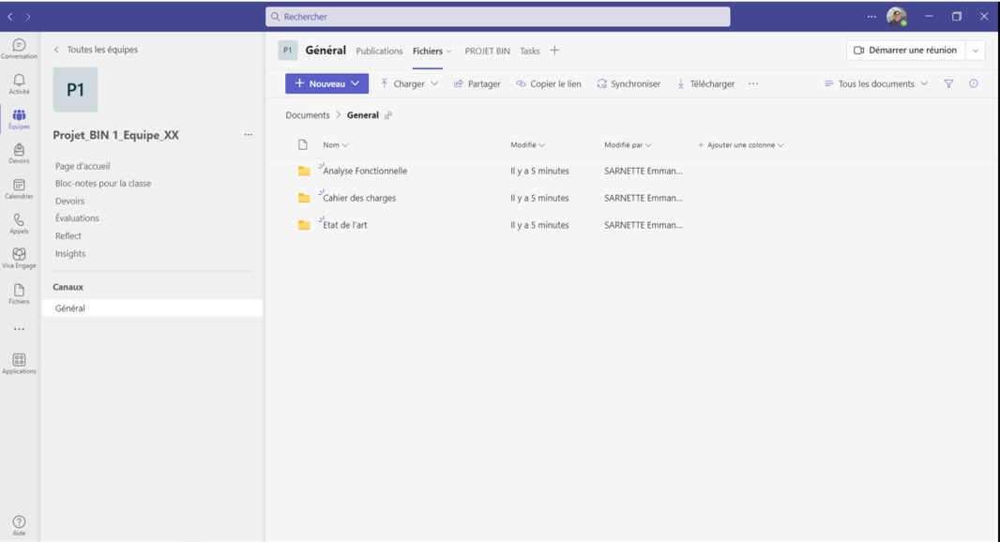 Rechercher
Conversation
Activité
Équipes
Devoirs
Calendrier
Appels
Viva Engage
Fichiers
Applications
Aide
Toutes les équipes
P1
Projet_BIN 1_Equipe_XX
Page d'accueil
Bloc-notes pour la classe
Devoirs
Évaluations
Reflect
Insights
Canaux
Général
P1 Général Publications Fichiers PROJET BIN Tasks Démarrer une réunion
Nouveau Charger Partager Copier le lien Synchroniser Télécharger Tous les documents
Documents > General
Nom Modifié Modifié par Ajouter une colonne
Analyse Fonctionnelle Il y a 5 minutes SARNETTE Emman...
Cahier des charges Il y a 5 minutes SARNETTE Emman...
Etat de l'art Il y a 5 minutes SARNETTE Emman...